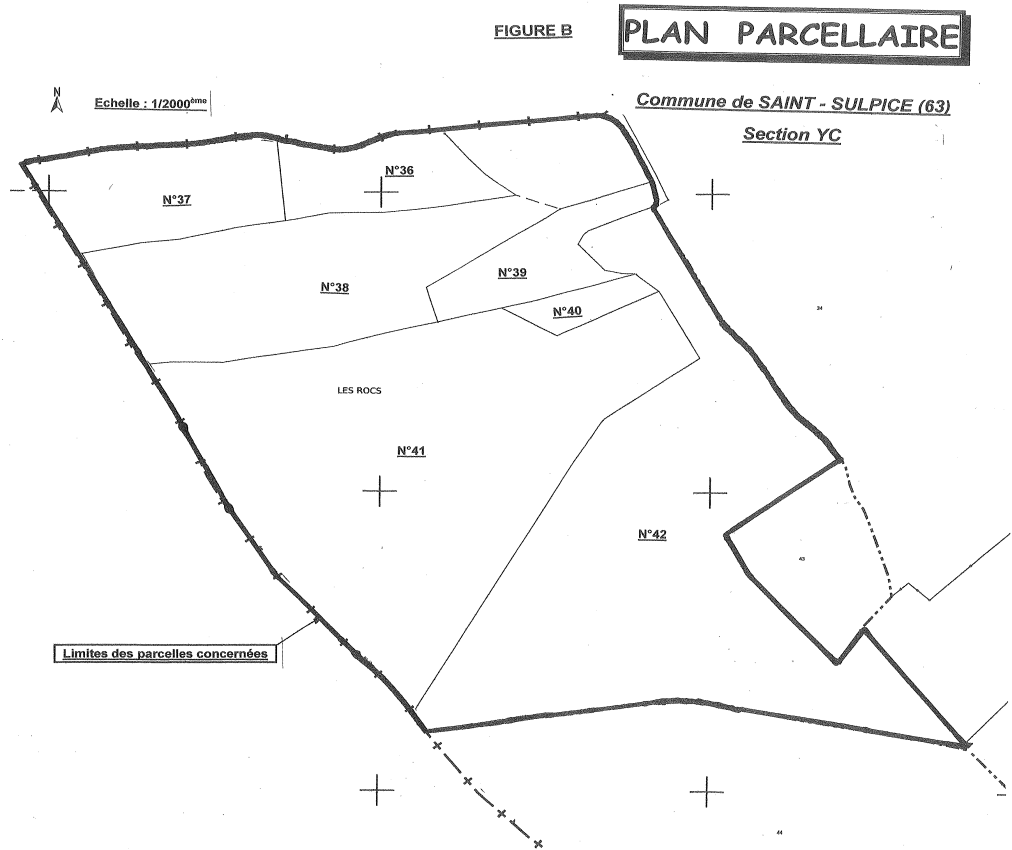 FIGURE B
PLAN PARCELLAIRE
N
Echelle : 1/2000ème
Commune de SAINT - SULPICE (63)
Section YC
N°36
N°37
N°39
N°38
N°40
34
LES ROCS
N°41
N°42
43
Limites des parcelles concernées
44